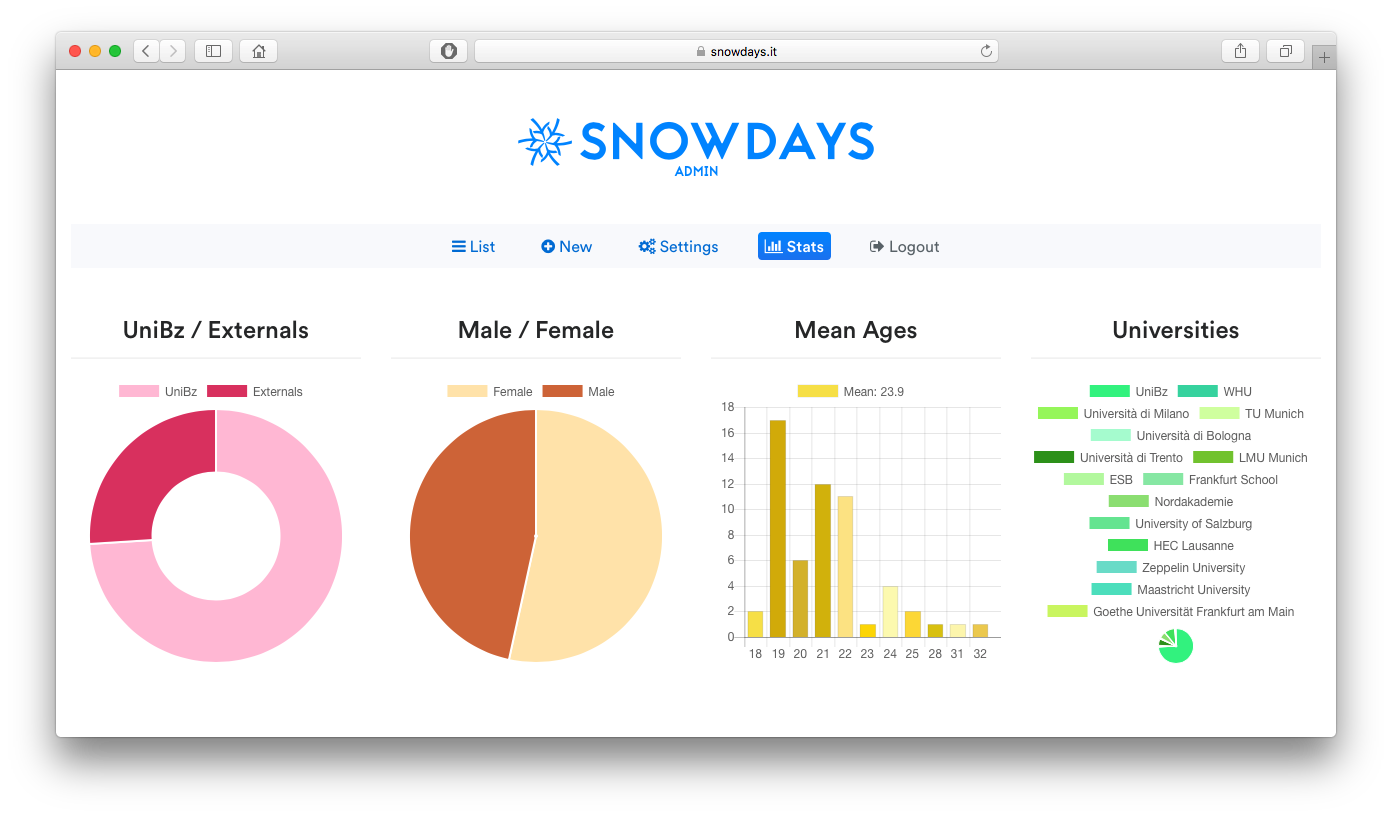 snowdays.it
SNOWDAYS
ADMIN
List New Settings Stats Logout
UniBz / Externals
UniBz Externals
Male / Female
Female Male
Mean Ages
Mean: 23.9
18
16
14
12
10
8
6
4
2
0
18 19 20 21 22 23 24 25 28 31 32
Universities
UniBz WHU
Università di Milano TU Munich
Università di Bologna
Università di Trento LMU Munich
ESB Frankfurt School
Nordakademie
University of Salzburg
HEC Lausanne
Zeppelin University
Maastricht University
Goethe Universität Frankfurt am Main